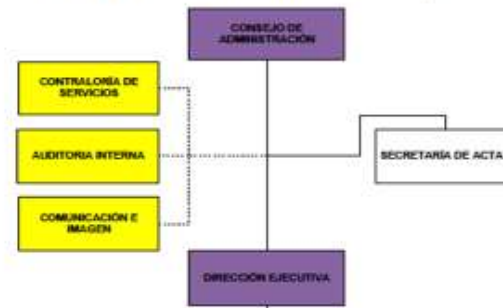 CONSEJO DE
ADMINISTRACIÓN
CONTRALORÍA DE
SERVICIOS
AUDITORIA INTERNA
SECRETARÍA DE ACTA
COMUNICACIÓN E
IMAGEN
DIRECCIÓN EJECUTIVA